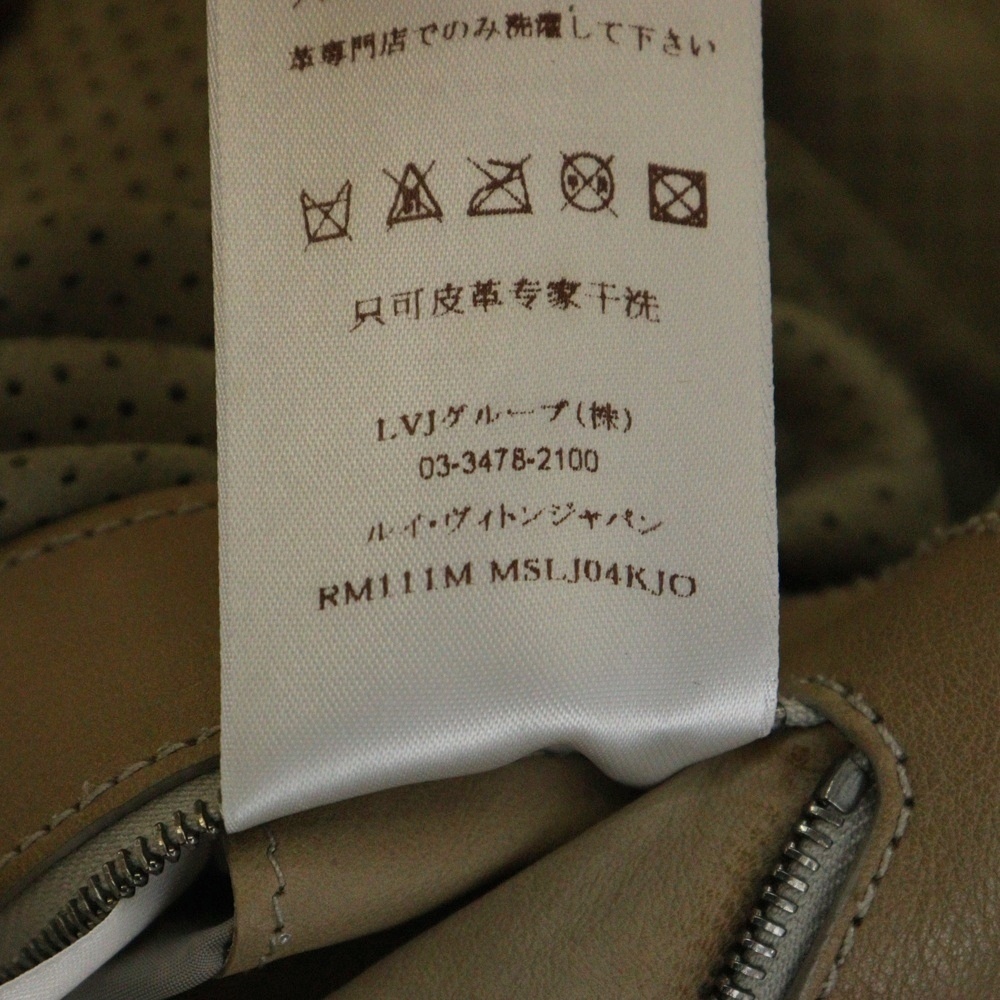 革専門店でのみ洗濯して下さい
只可皮革专家干洗
LVJグループ(株)
03-3478-2100
ルイ・ヴィトンジャパン
RM111M MSLJ04KJO